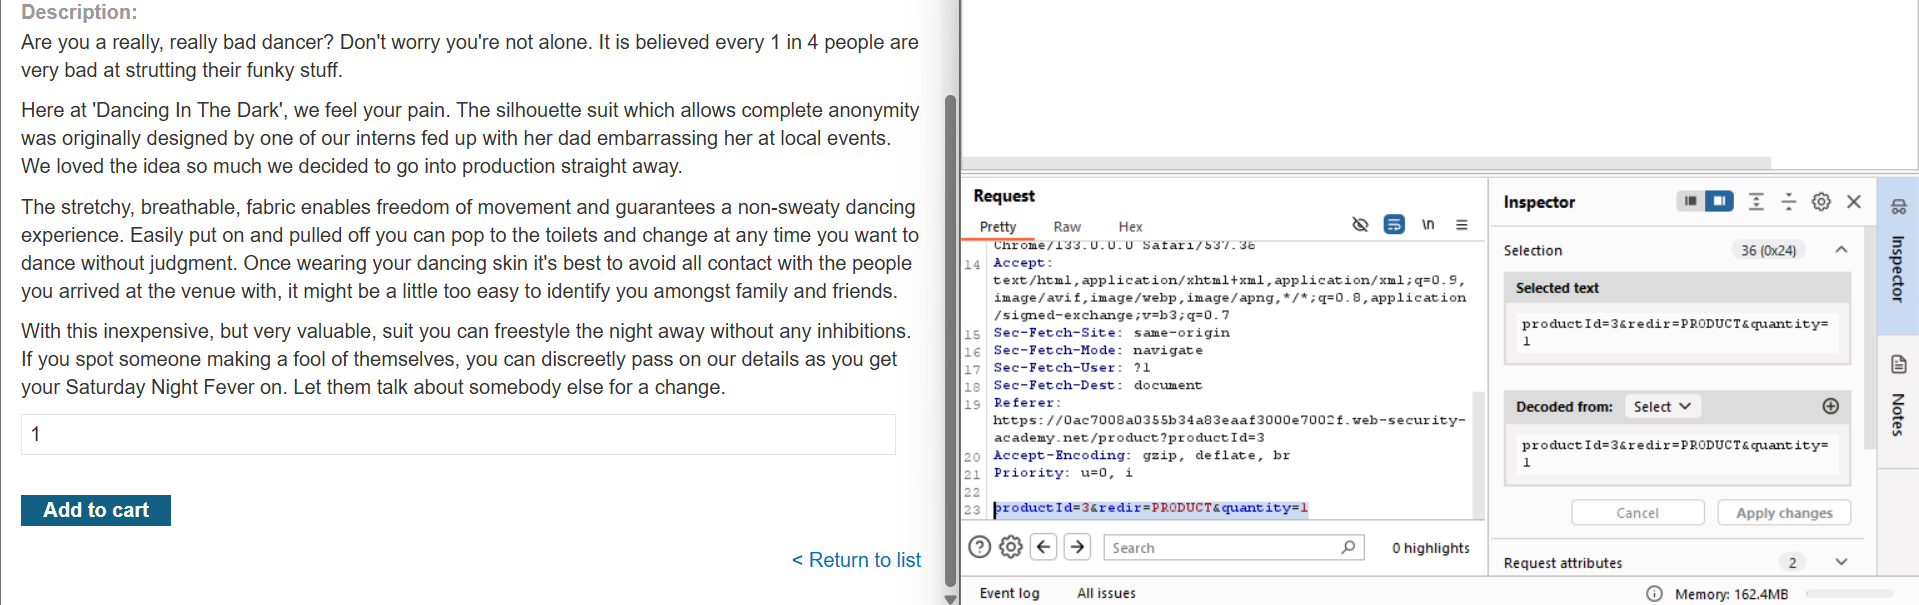 Description:
Are you a really, really bad dancer? Don't worry you're not alone. It is believed every 1 in 4 people are
very bad at strutting their funky stuff.
Here at 'Dancing In The Dark', we feel your pain. The silhouette suit which allows complete anonymity
was originally designed by one of our interns fed up with her dad embarrassing her at local events.
We loved the idea so much we decided to go into production straight away.
The stretchy, breathable, fabric enables freedom of movement and guarantees a non-sweaty dancing
experience. Easily put on and pulled off you can pop to the toilets and change at any time you want to
dance without judgment. Once wearing your dancing skin it's best to avoid all contact with the people
you arrived at the venue with, it might be a little too easy to identify you amongst family and friends.
With this inexpensive, but very valuable, suit you can freestyle the night away without any inhibitions.
If you spot someone making a fool of themselves, you can discreetly pass on our details as you get
your Saturday Night Fever on. Let them talk about somebody else for a change.
1
Add to cart
< Return to list
Request
Pretty Raw Hex \n
Chrome/133.0.0.0 Safari/537.36
14 Accept:
text/html,application/xhtml+xml,application/xml;q=0.9,
image/avif,image/webp,image/apng,*/*;q=0.8,application
/signed-exchange;v=b3;q=0.7
15 Sec-Fetch-Site: same-origin
16 Sec-Fetch-Mode: navigate
17 Sec-Fetch-User: ?1
18 Sec-Fetch-Dest: document
19 Referer:
https://0ac7008a0355b34a83eaaf3000e7002f.web-security-
academy.net/product?productId=3
20 Accept-Encoding: gzip, deflate, br
21 Priority: u=0, i
22
23 productId=3&redir=PRODUCT&quantity=1
Search
0 highlights
Event log All issues
Inspector
Selection 36 (0x24)
Selected text
productId=3&redir=PRODUCT&quantity=
1
Decoded from: Select
productId=3&redir=PRODUCT&quantity=
1
Cancel Apply changes
Request attributes 2
Memory: 162.4MB
Inspector
Notes